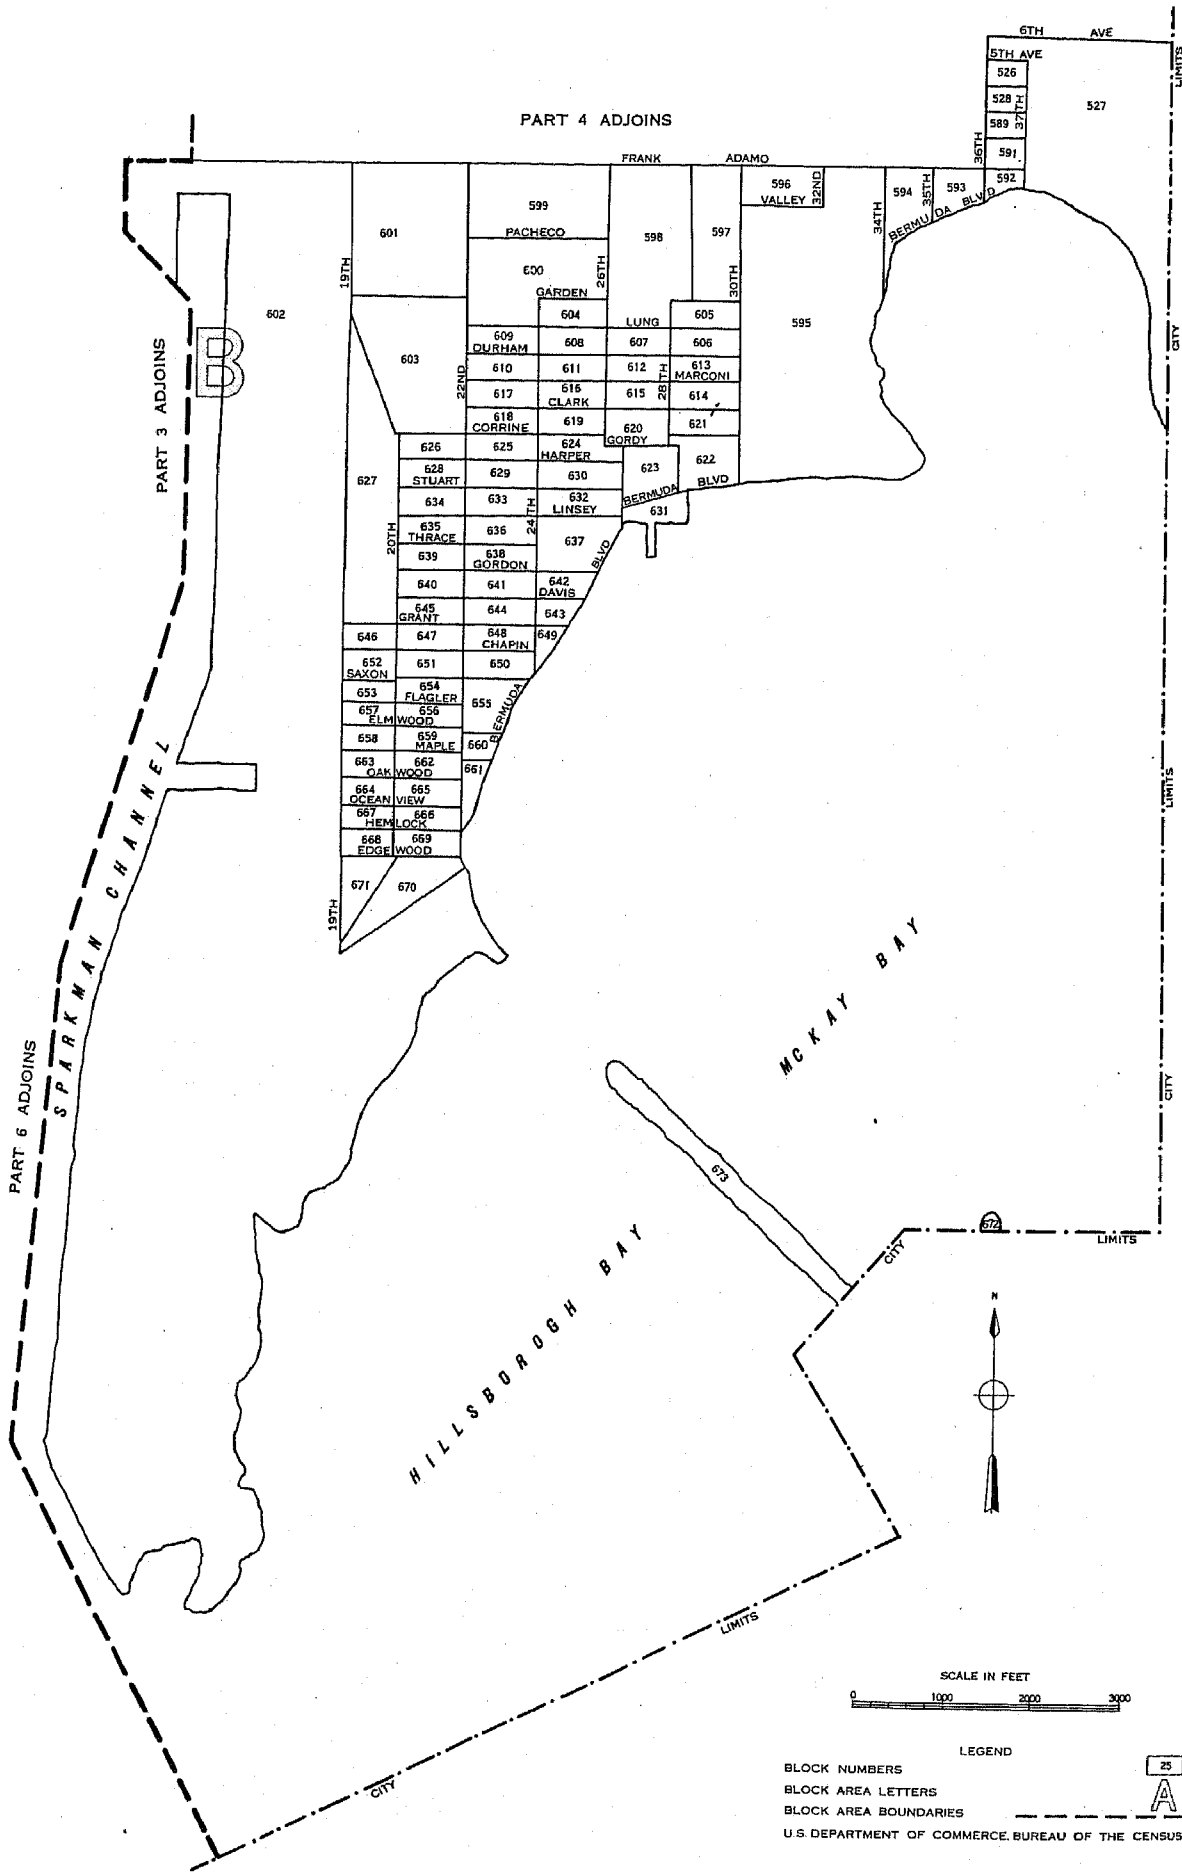 6TH AVE
LIMITS
5TH AVE
526
527
528
37TH
589
36TH
591
592
PART 4 ADJOINS
FRANK ADAMO
596
VALLEY
32ND
594
35TH
593
BERMUDA BLVD
34TH
599
PACHECO
601
598
597
600
GARDEN
26TH
30TH
19TH
602
B
604
LUNG
605
595
CITY
609
DURHAM
608
607
606
603
610
611
612
613
MARCONI
22ND
28TH
617
616
CLARK
615
614
618
CORRINE
619
620
GORDY
621
PART 3 ADJOINS
626
625
624
HARPER
622
627
628
STUART
629
630
623
BERMUDA BLVD
634
633
24TH
632
LINSEY
631
20TH
635
THRACE
636
637
BLVD
639
638
GORDON
640
641
642
DAVIS
645
GRANT
644
643
646
647
648
CHAPIN
649
652
SAXON
651
650
653
654
FLAGLER
655
BERMUDA
657
656
ELMWOOD
658
659
MAPLE
660
663
662
OAKWOOD
661
664
665
OCEAN VIEW
667
666
HEMLOCK
668
669
EDGEWOOD
671
670
19TH
LIMITS
SPARKMAN CHANNEL
PART 6 ADJOINS
MCKAY BAY
CITY
673
672
CITY
LIMITS
HILLSBOROGH BAY
N
LIMITS
CITY
SCALE IN FEET
0 1000 2000 3000
LEGEND
BLOCK NUMBERS 25
BLOCK AREA LETTERS A
BLOCK AREA BOUNDARIES
U.S. DEPARTMENT OF COMMERCE, BUREAU OF THE CENSUS